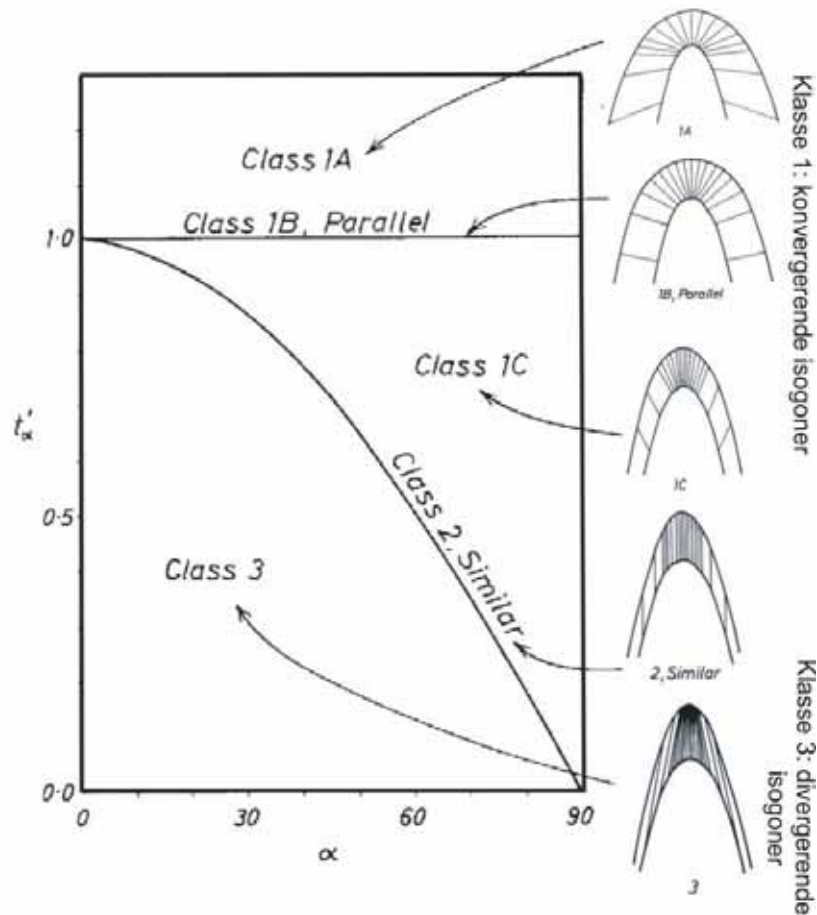 Class 1A
Class 1B, Parallel
1·0
Class 1C
t'α
0·5
Class 2, Similar
Class 3
0·0
0
30
60
90
α
1A
1B, Parallel
1C
2, Similar
3
Klasse 1: konvergerende isogoner
Klasse 3: divergerende
isogoner